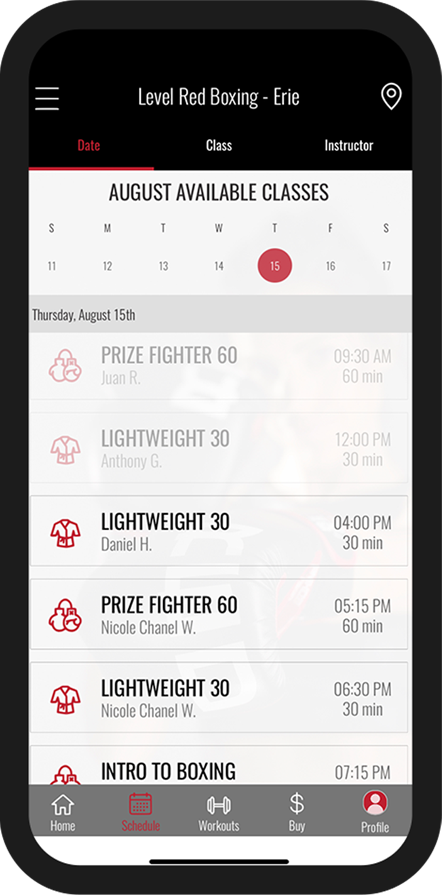 Level Red Boxing - Erie
Date Class Instructor
AUGUST AVAILABLE CLASSES
S M T W T F S
11 12 13 14 15 16 17
Thursday, August 15th
PRIZE FIGHTER 60 09:30 AM
Juan R. 60 min
LIGHTWEIGHT 30 12:00 PM
Anthony G. 30 min
LIGHTWEIGHT 30 04:00 PM
Daniel H. 30 min
PRIZE FIGHTER 60 05:15 PM
Nicole Chanel W. 60 min
LIGHTWEIGHT 30 06:30 PM
Nicole Chanel W. 30 min
INTRO TO BOXING 07:15 PM
Home Schedule Workouts Buy Profile